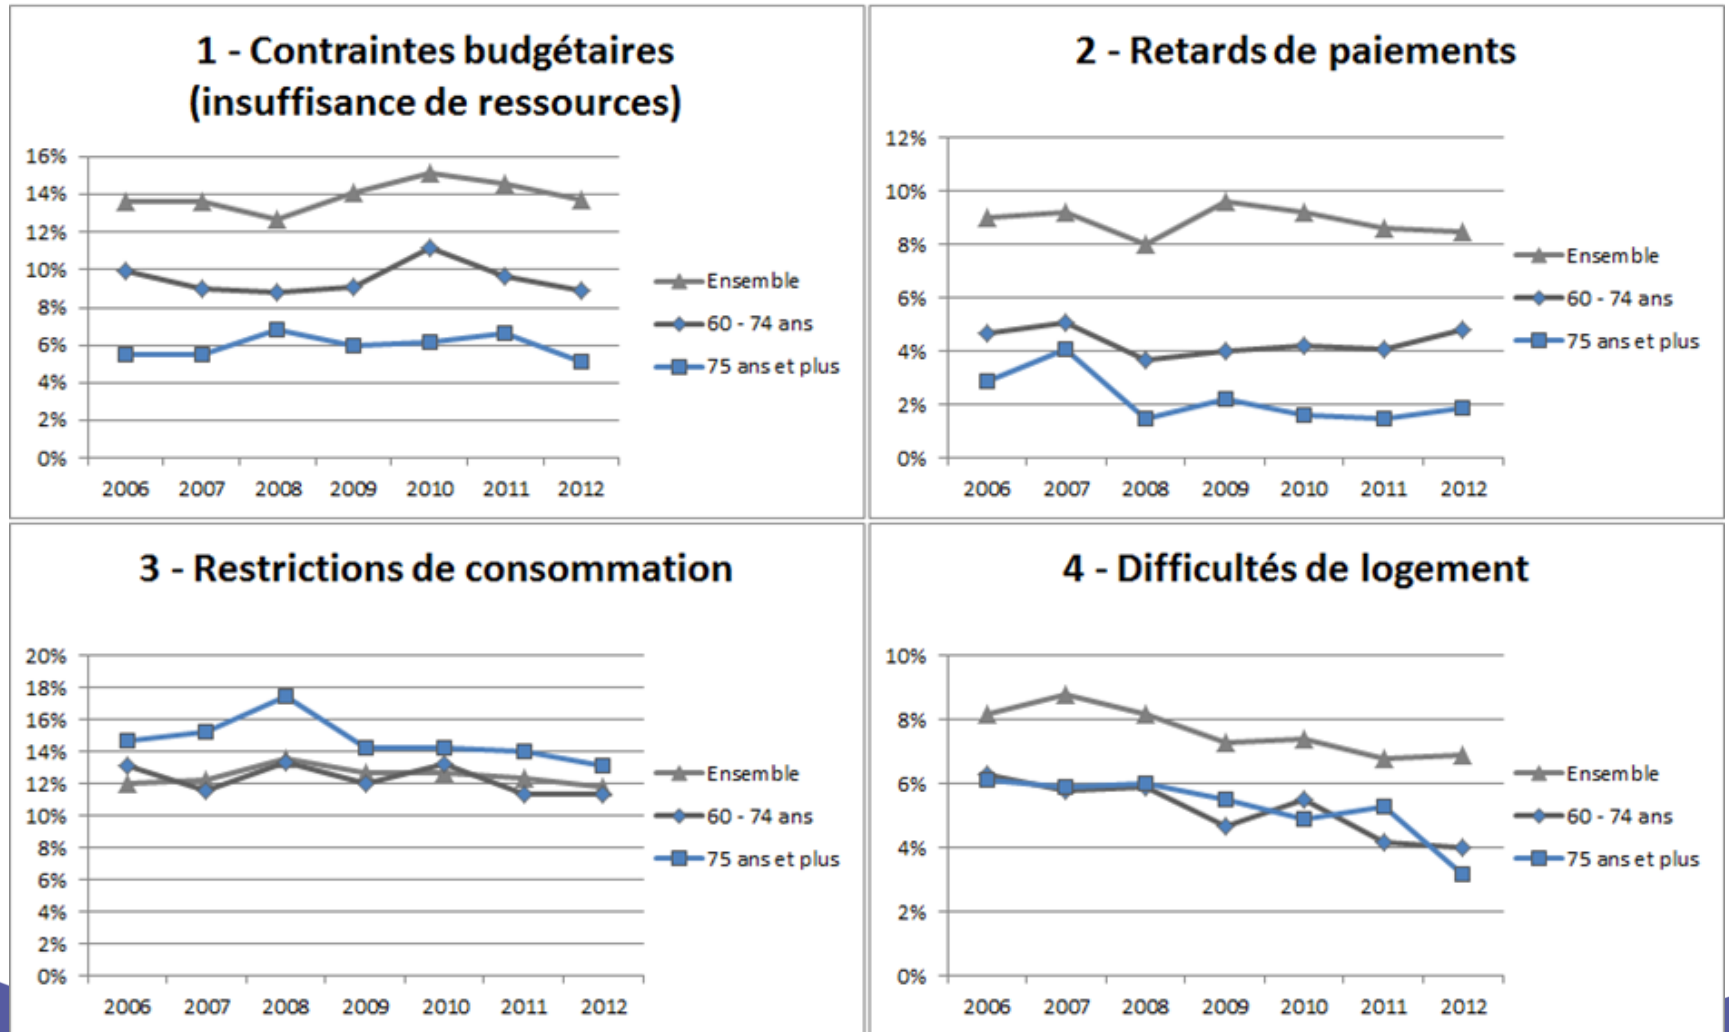 1 - Contraintes budgétaires
(insuffisance de ressources)
16%
14%
12%
10%
8%
6%
4%
2%
0%
2006 2007 2008 2009 2010 2011 2012
Ensemble
60 - 74 ans
75 ans et plus
2 - Retards de paiements
12%
10%
8%
6%
4%
2%
0%
2006 2007 2008 2009 2010 2011 2012
Ensemble
60 - 74 ans
75 ans et plus
3 - Restrictions de consommation
20%
18%
16%
14%
12%
10%
8%
6%
4%
2%
0%
2006 2007 2008 2009 2010 2011 2012
Ensemble
60 - 74 ans
75 ans et plus
4 - Difficultés de logement
10%
8%
6%
4%
2%
0%
2006 2007 2008 2009 2010 2011 2012
Ensemble
60 - 74 ans
75 ans et plus